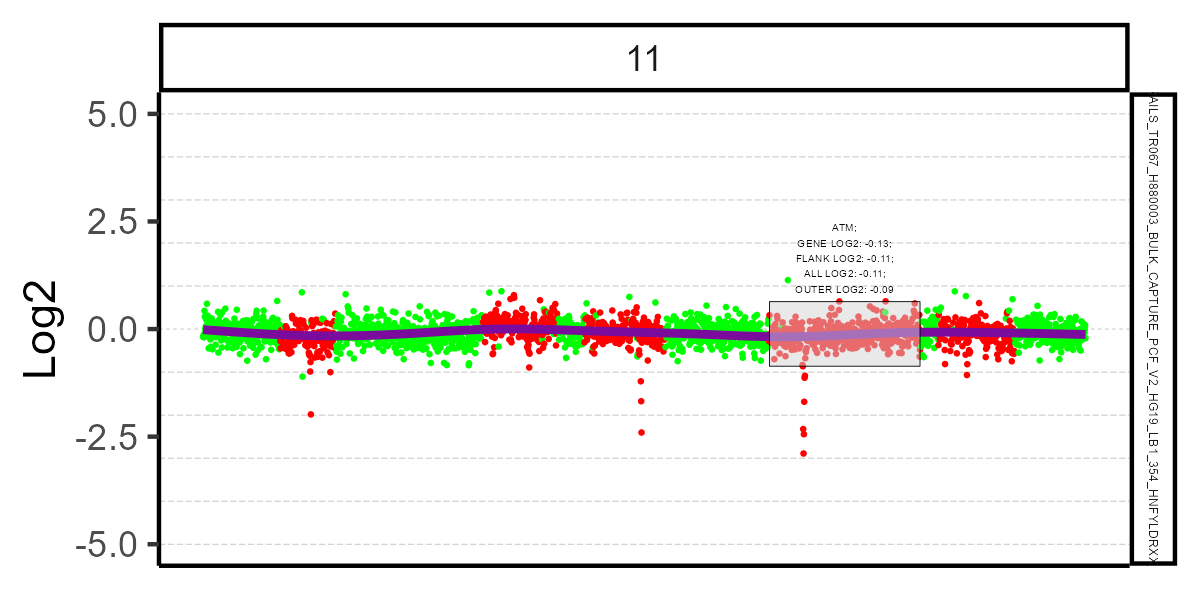 11
5.0
2.5
0.0
-2.5
-5.0
Log2
ATM;
GENE LOG2: -0.13;
FLANK LOG2: -0.11;
ALL LOG2: -0.11;
OUTER LOG2: -0.09
AILS_TR067_H880003_BULK_CAPTURE_PCF_V2_HG19_LB1_354_HNFYLDRXX